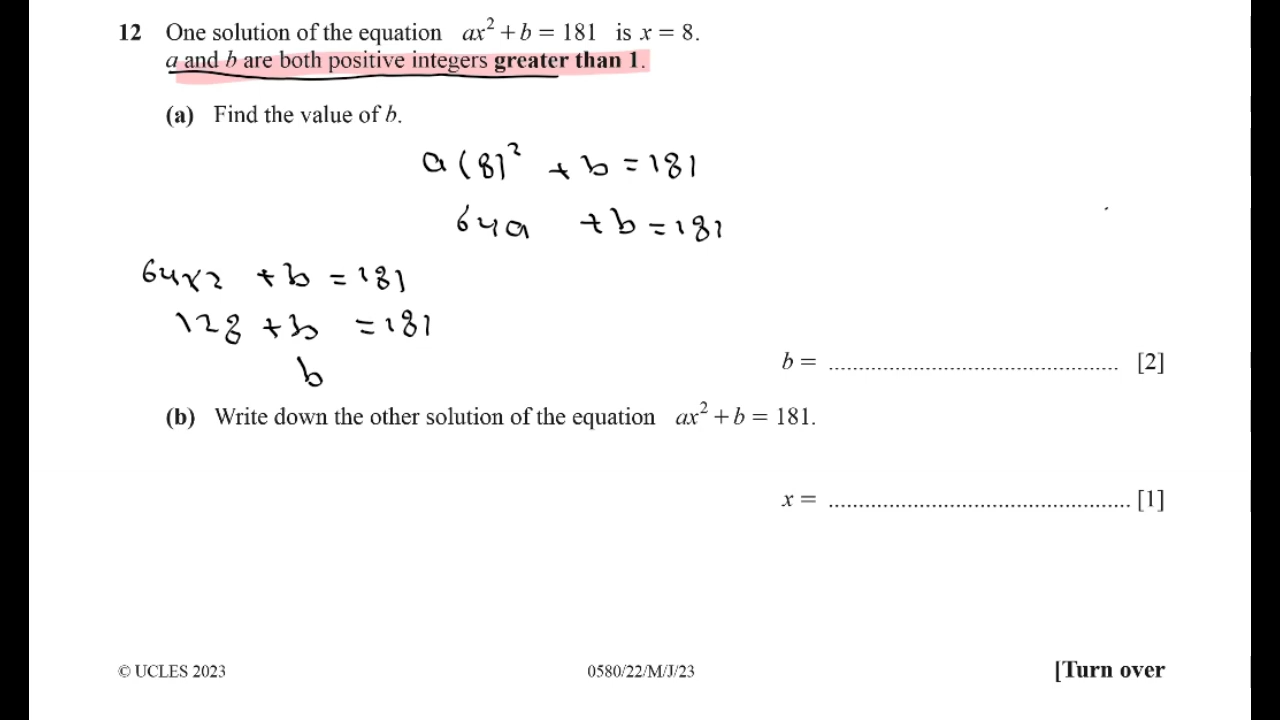 12 One solution of the equation ax² + b = 181 is x = 8.
a and b are both positive integers greater than 1.
(a) Find the value of b.
a(8)² + b = 181
64a + b = 181
64x2 + b = 181
128 + b = 181
b
b = ................................................ [2]
(b) Write down the other solution of the equation ax² + b = 181.
x = ................................................ [1]
© UCLES 2023
0580/22/M/J/23
[Turn over